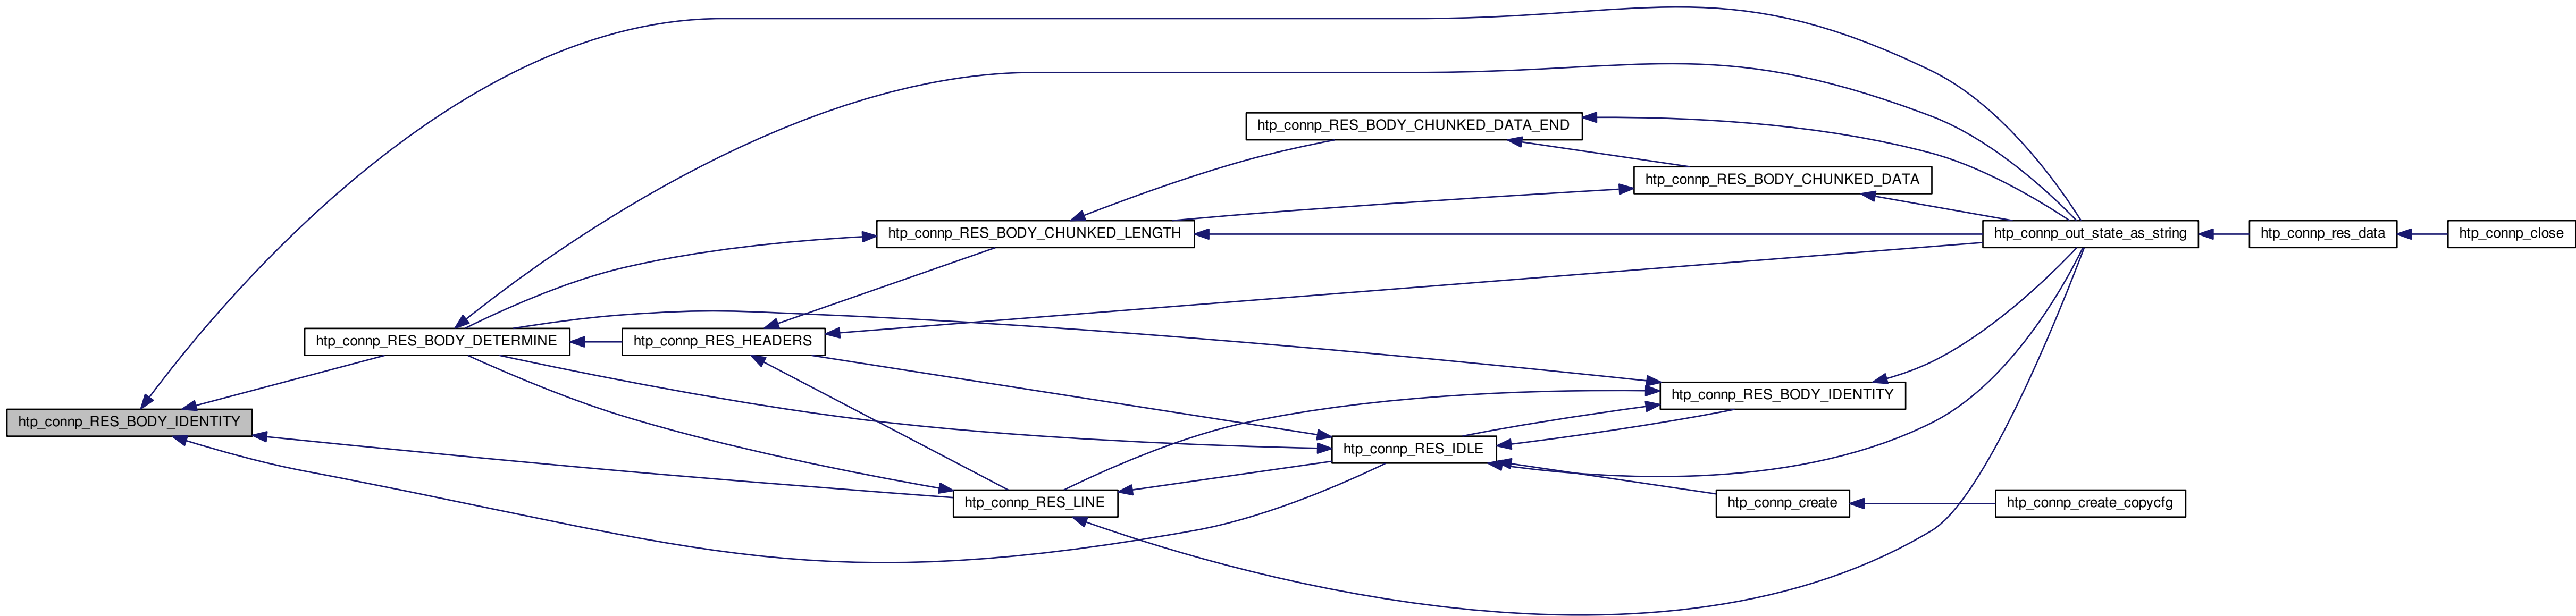 htp_connp_RES_BODY_CHUNKED_DATA_END
htp_connp_RES_BODY_CHUNKED_DATA
htp_connp_RES_BODY_CHUNKED_LENGTH
htp_connp_out_state_as_string
htp_connp_res_data
htp_connp_close
htp_connp_RES_BODY_DETERMINE
htp_connp_RES_HEADERS
htp_connp_RES_BODY_IDENTITY
htp_connp_RES_BODY_IDENTITY
htp_connp_RES_IDLE
htp_connp_RES_LINE
htp_connp_create
htp_connp_create_copycfg